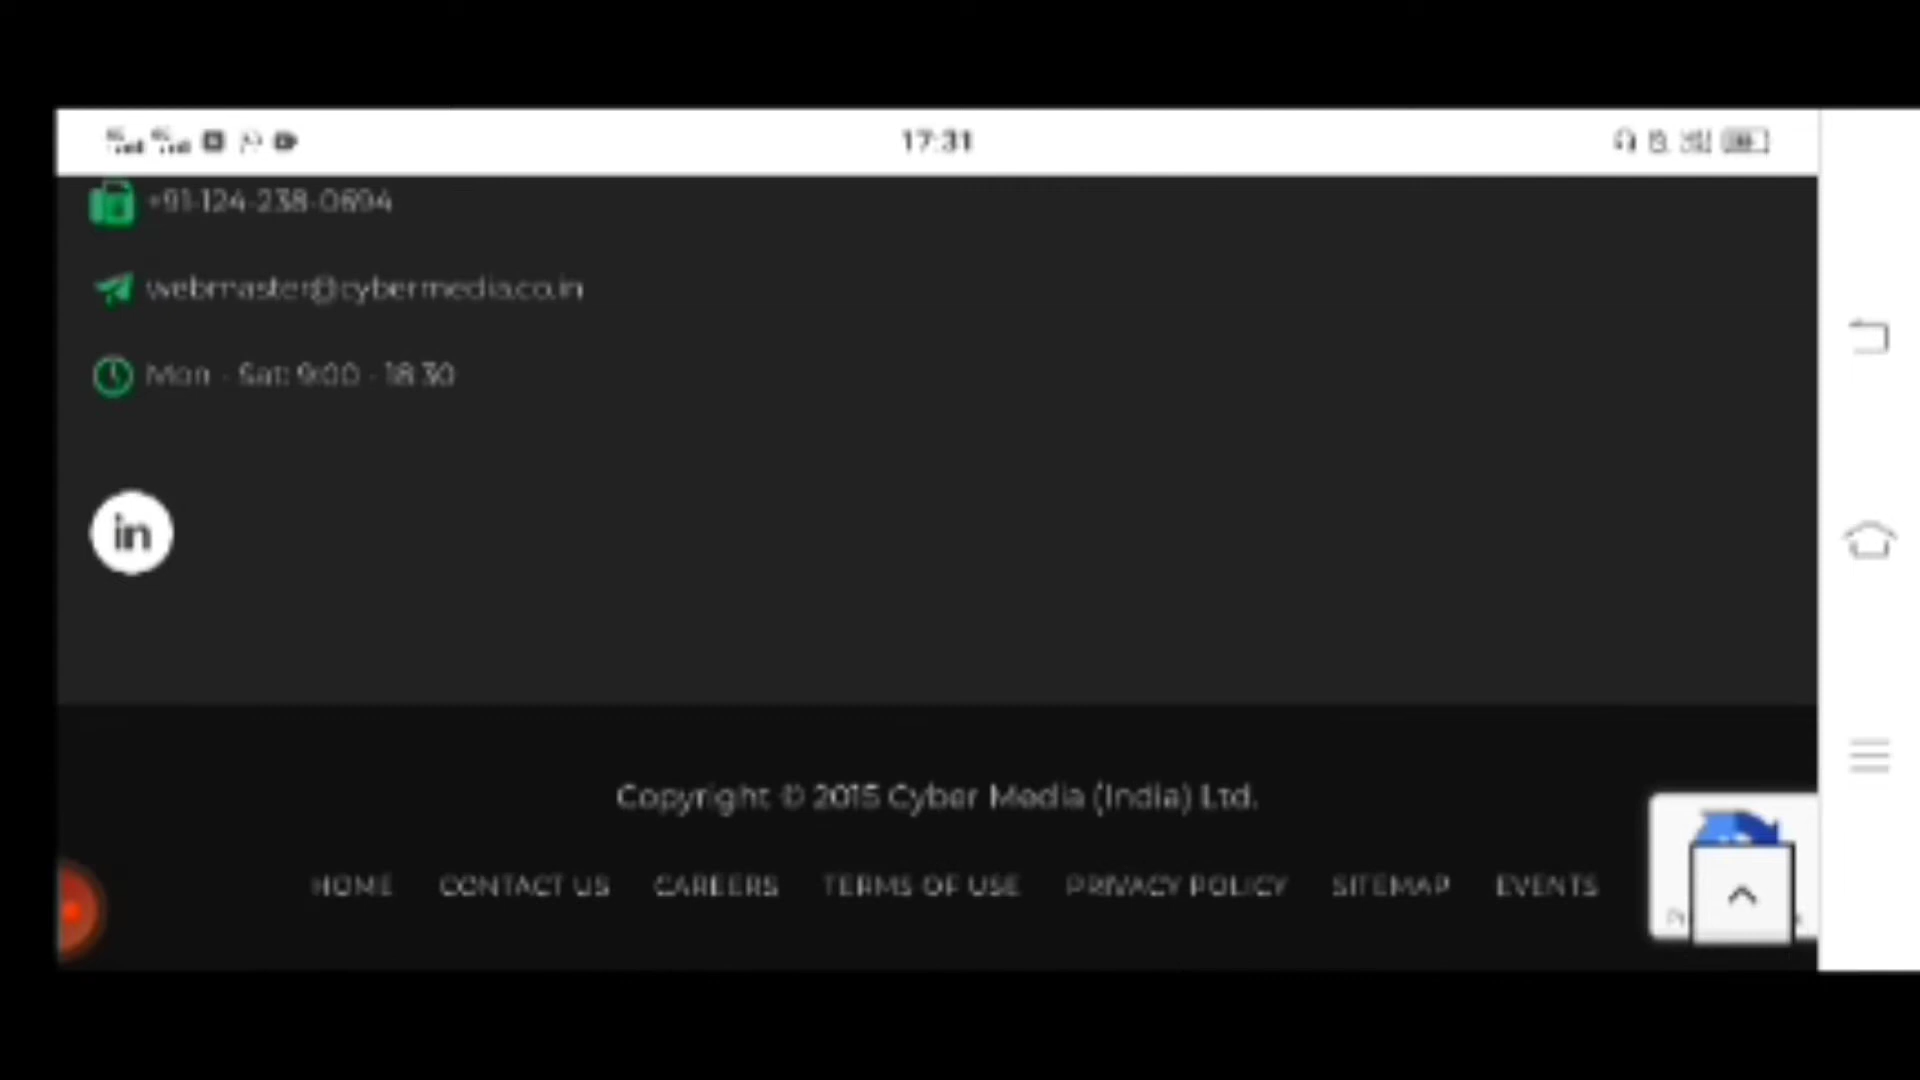 17:31
+91-124-238-0694
webmaster@cybermedia.co.in
Mon - Sat: 9:00 - 18:30
in
Copyright © 2015 Cyber Media (India) Ltd.
HOME CONTACT US CAREERS TERMS OF USE PRIVACY POLICY SITEMAP EVENTS